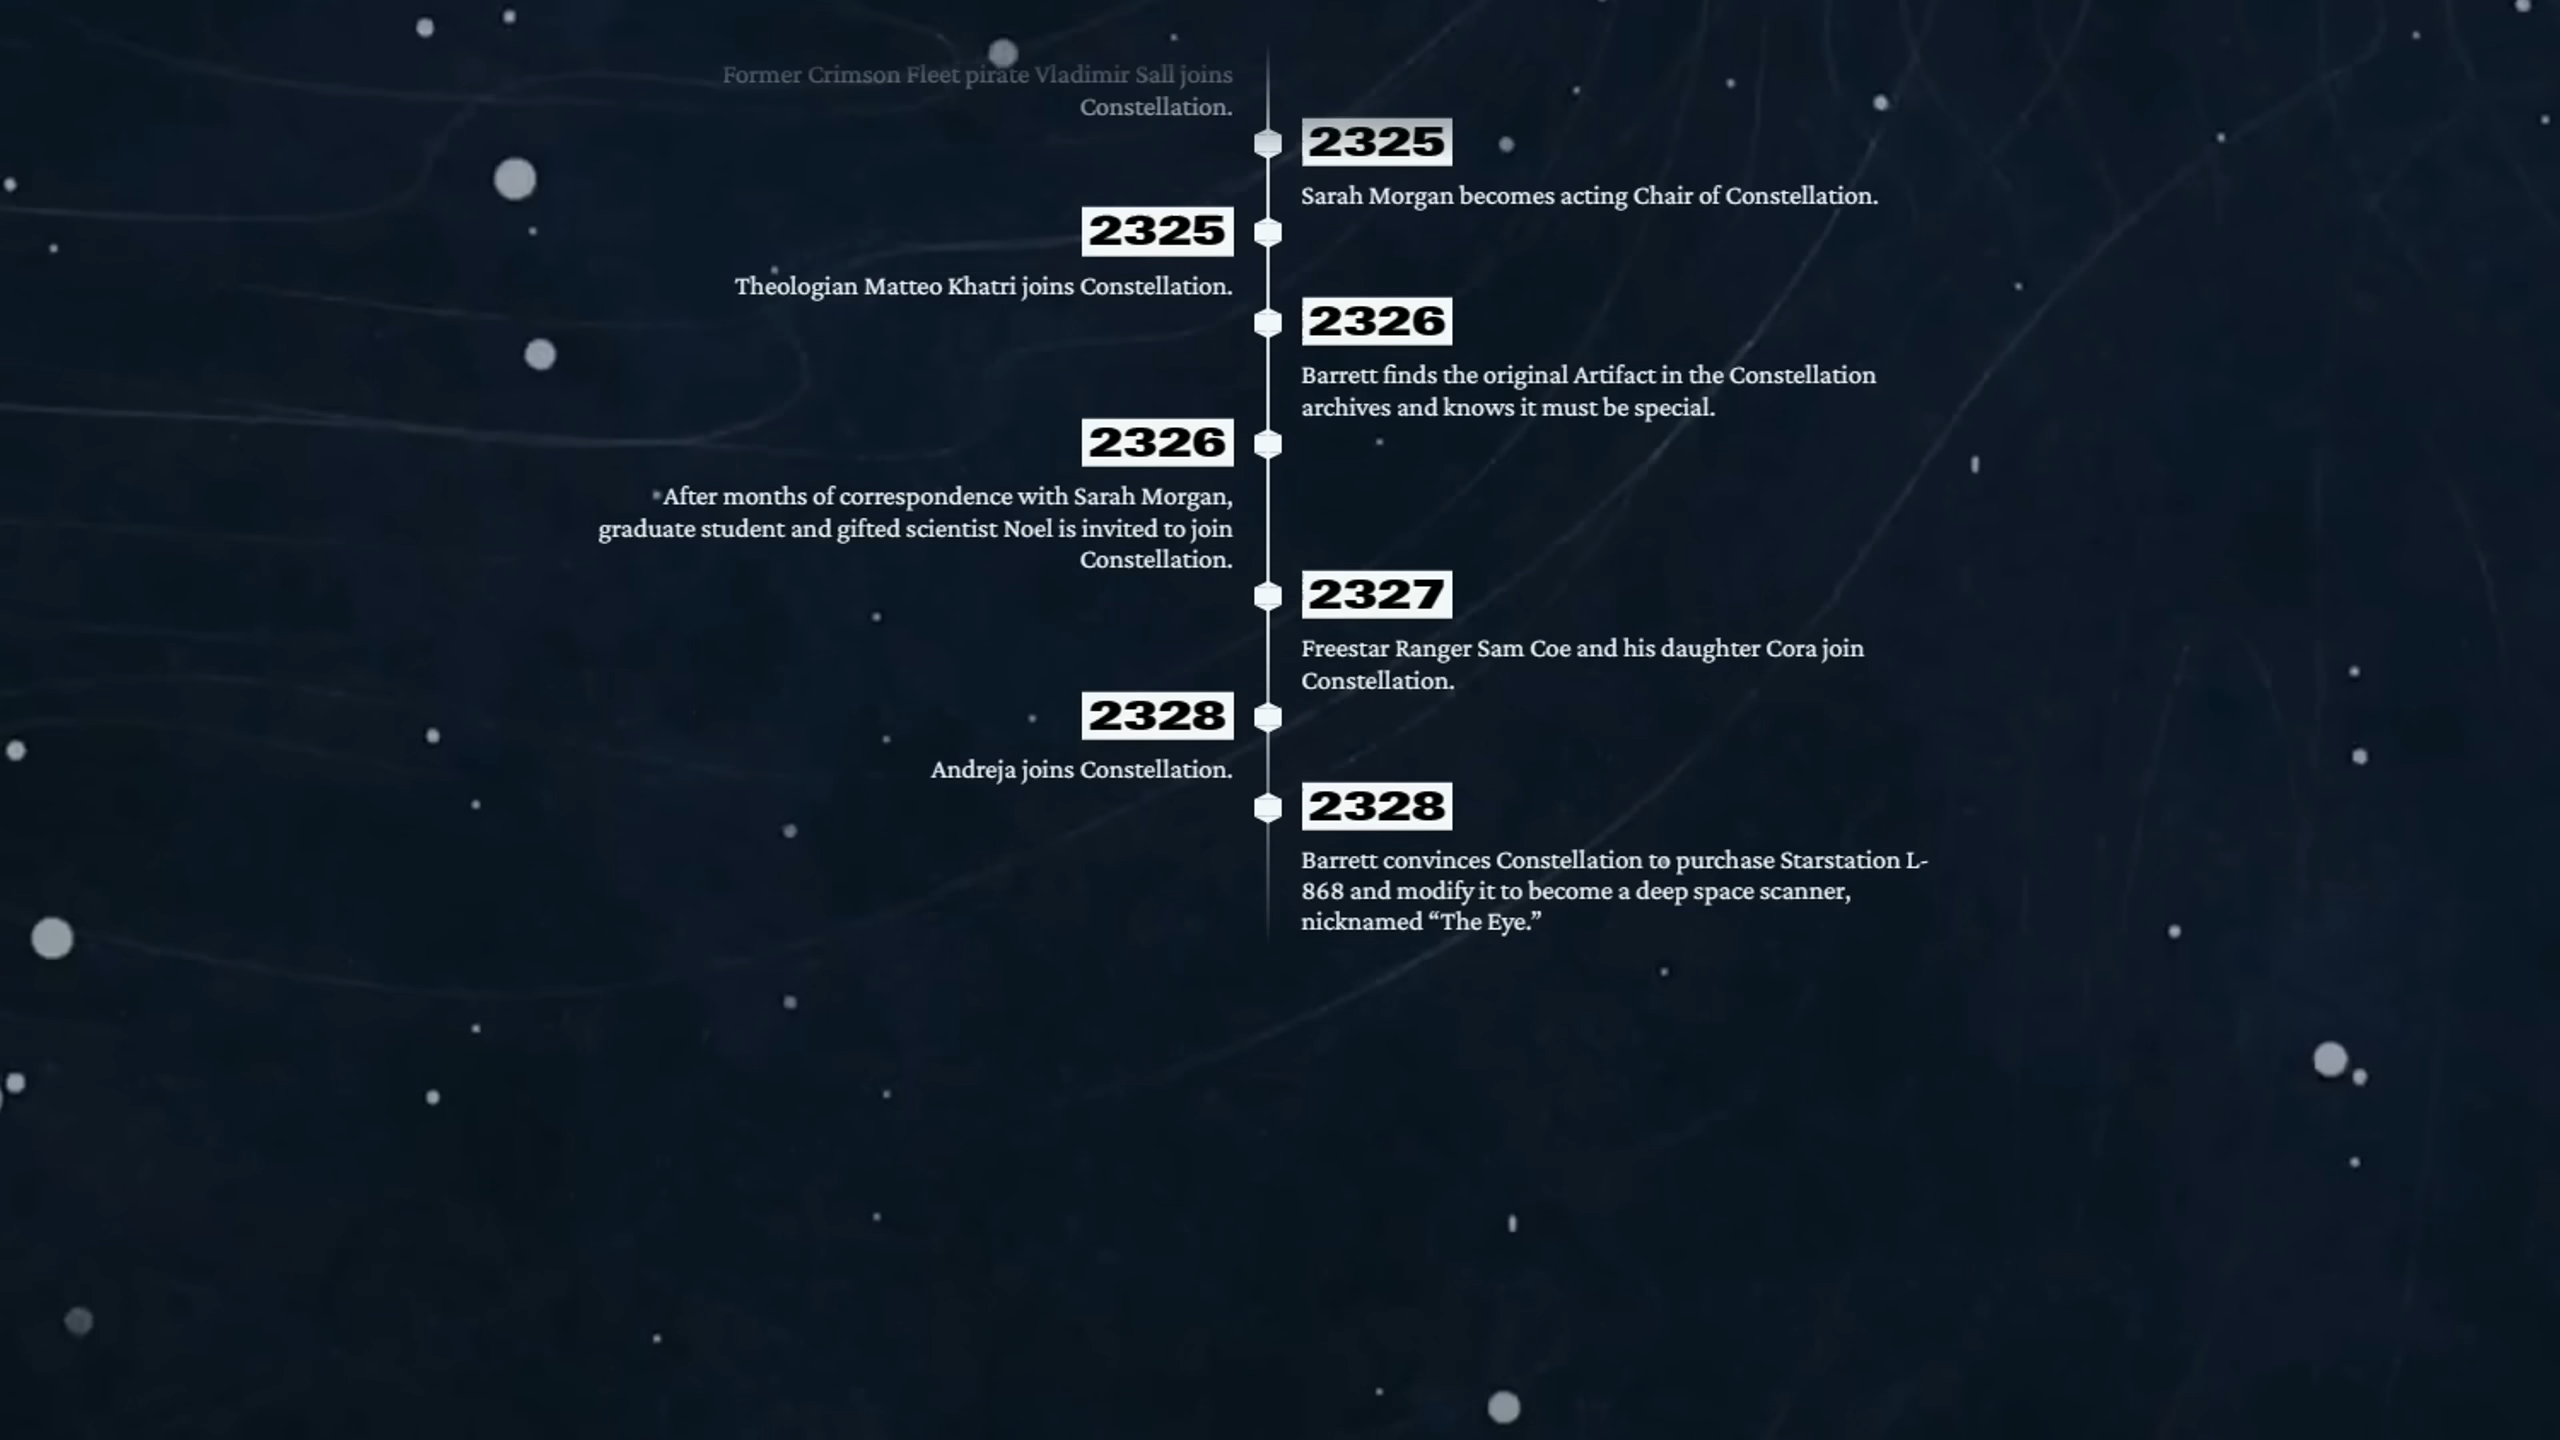 Former Crimson Fleet pirate Vladimir Sall joins
Constellation.
2325
Sarah Morgan becomes acting Chair of Constellation.
2325
Theologian Matteo Khatri joins Constellation.
2326
Barrett finds the original Artifact in the Constellation
archives and knows it must be special.
2326
After months of correspondence with Sarah Morgan,
graduate student and gifted scientist Noel is invited to join
Constellation.
2327
Freestar Ranger Sam Coe and his daughter Cora join
Constellation.
2328
Andreja joins Constellation.
2328
Barrett convinces Constellation to purchase Starstation L-
868 and modify it to become a deep space scanner,
nicknamed “The Eye.”